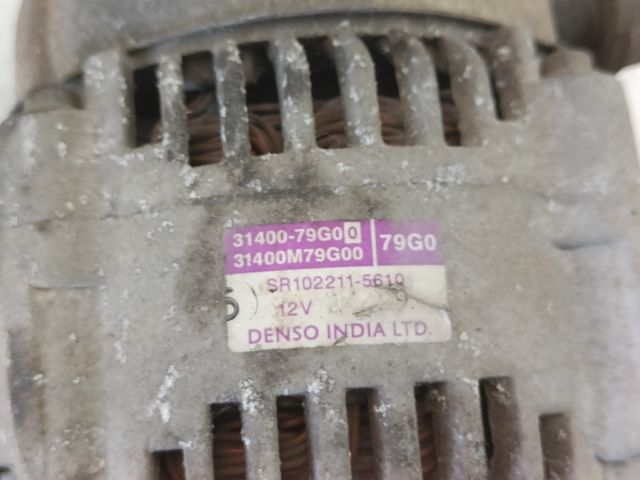 31400-79G00
31400M79G00
79G0
SR102211-5610
12V
DENSO INDIA LTD.